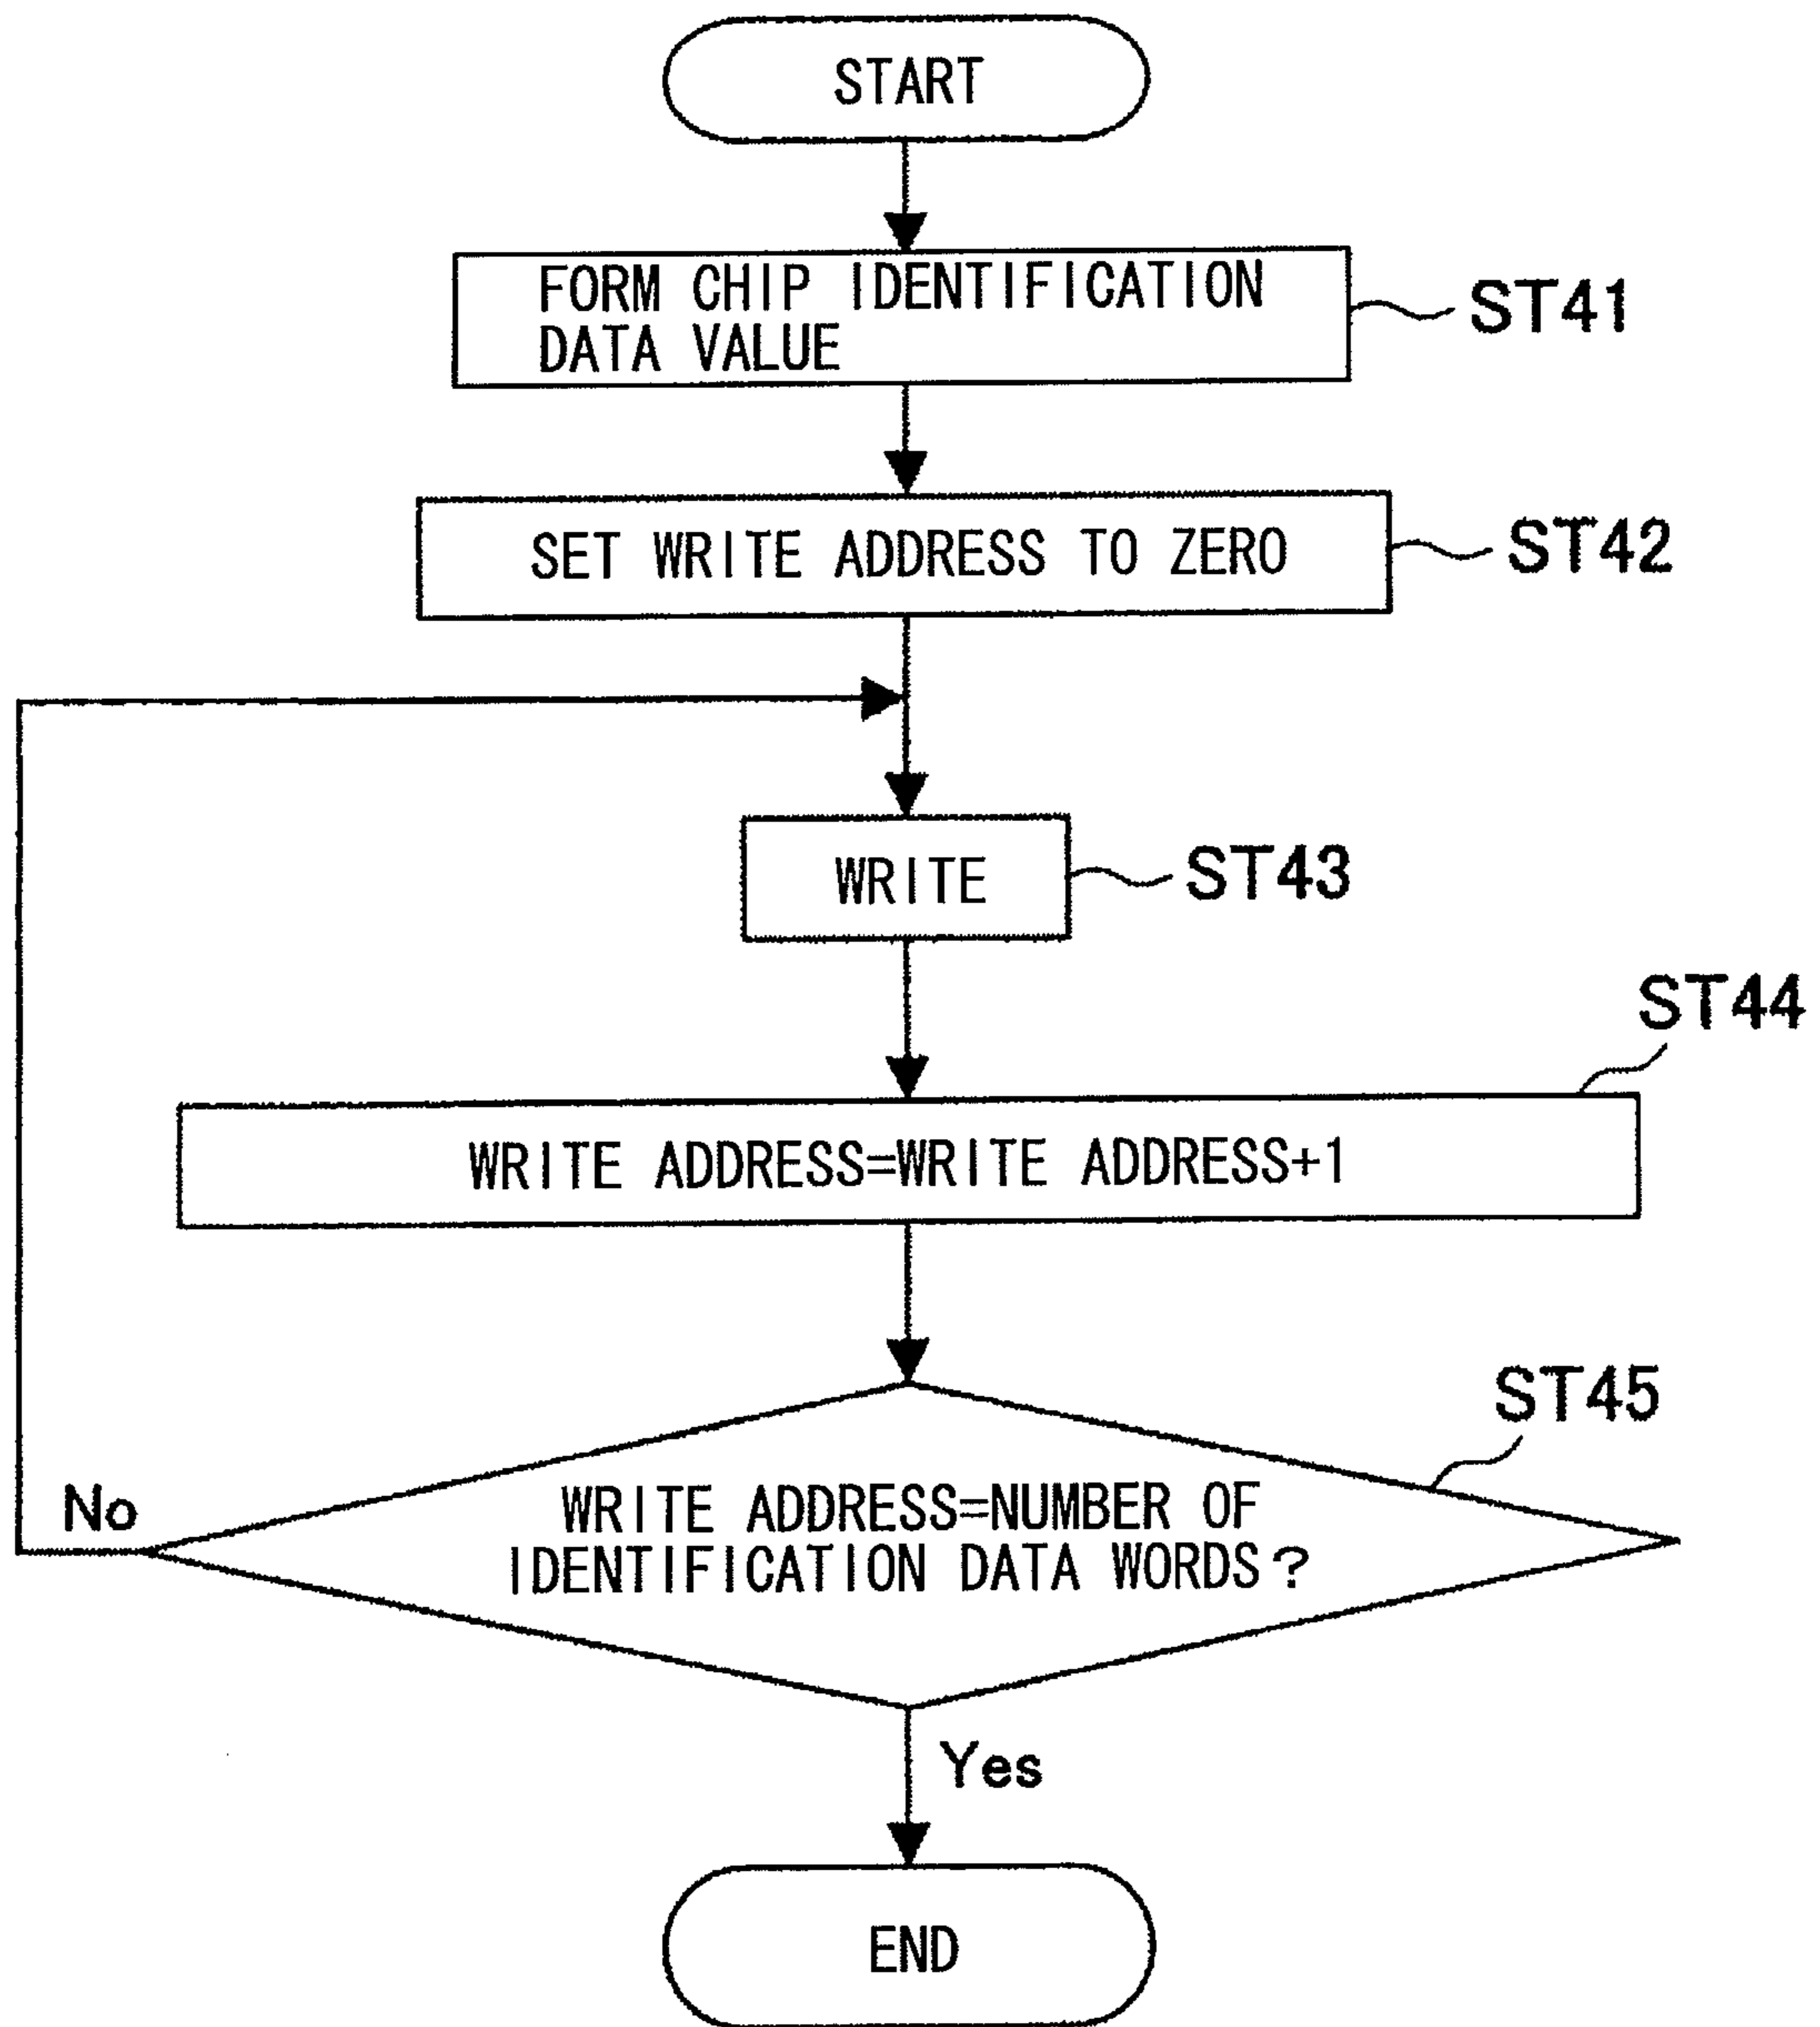 START
FORM CHIP IDENTIFICATION
DATA VALUE
ST41
SET WRITE ADDRESS TO ZERO
ST42
WRITE
ST43
ST44
WRITE ADDRESS=WRITE ADDRESS+1
ST45
WRITE ADDRESS=NUMBER OF
IDENTIFICATION DATA WORDS?
No
Yes
END